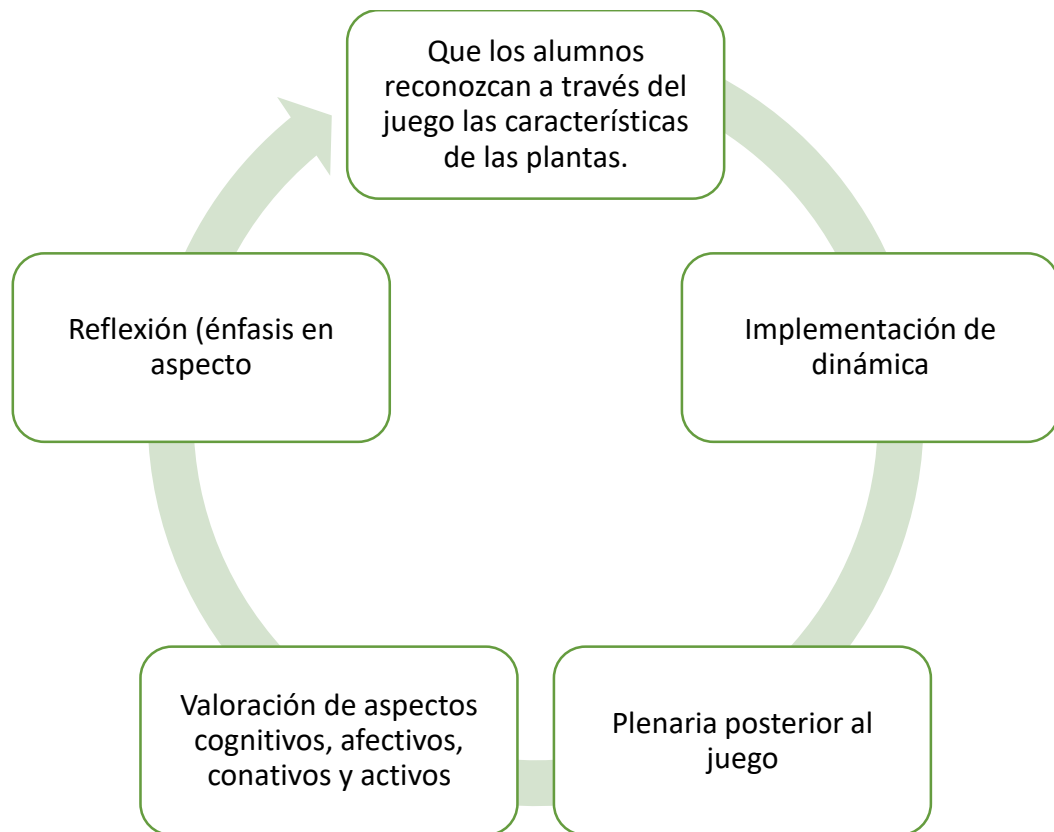 Que los alumnos
reconozcan a través del
juego las características
de las plantas.
Implementación de
dinámica
Plenaria posterior al
juego
Valoración de aspectos
cognitivos, afectivos,
conativos y activos
Reflexión (énfasis en
aspecto